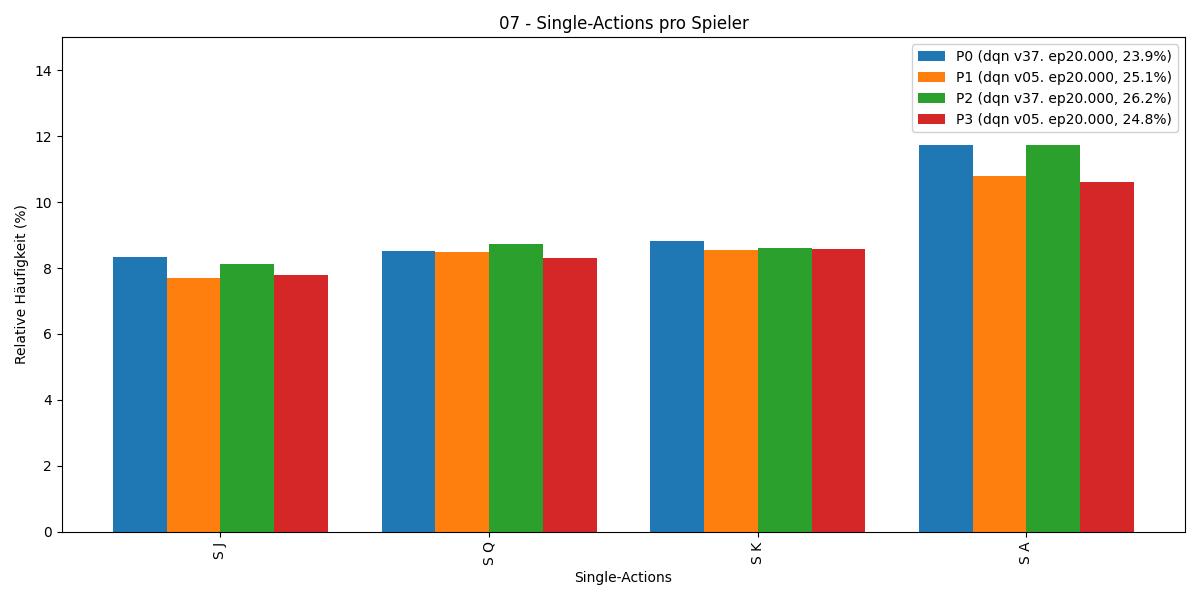 07 - Single-Actions pro Spieler
P0 (dqn v37. ep20.000, 23.9%)
P1 (dqn v05. ep20.000, 25.1%)
P2 (dqn v37. ep20.000, 26.2%)
P3 (dqn v05. ep20.000, 24.8%)
Relative Häufigkeit (%)
14
12
10
8
6
4
2
0
S J
S Q
S K
S A
Single-Actions